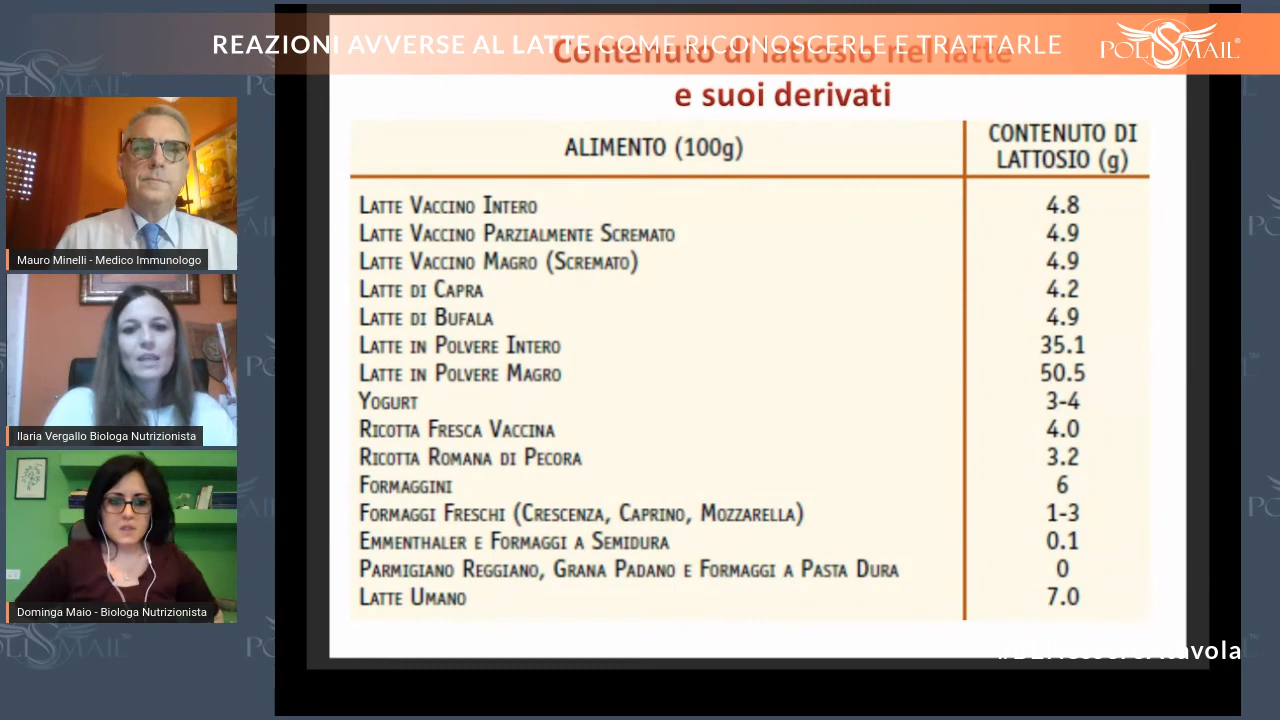 REAZIONI AVVERSE AL LATTE COME RICONOSCERLE E TRATTARLE
POLISMAIL®
Contenuto di lattosio nel latte
e suoi derivati
ALIMENTO (100g)
CONTENUTO DI
LATTOSIO (g)
LATTE VACCINO INTERO 4.8
LATTE VACCINO PARZIALMENTE SCREMATO 4.9
LATTE VACCINO MAGRO (SCREMATO) 4.9
LATTE DI CAPRA 4.2
LATTE DI BUFALA 4.9
LATTE IN POLVERE INTERO 35.1
LATTE IN POLVERE MAGRO 50.5
YOGURT 3-4
RICOTTA FRESCA VACCINA 4.0
RICOTTA ROMANA DI PECORA 3.2
FORMAGGINI 6
FORMAGGI FRESCHI (CRESCENZA, CAPRINO, MOZZARELLA) 1-3
EMMENTHALER E FORMAGGI A SEMIDURA 0.1
PARMIGIANO REGGIANO, GRANA PADANO E FORMAGGI A PASTA DURA 0
LATTE UMANO 7.0
Mauro Minelli - Medico Immunologo
Ilaria Vergallo Biologa Nutrizionista
Dominga Maio - Biologa Nutrizionista